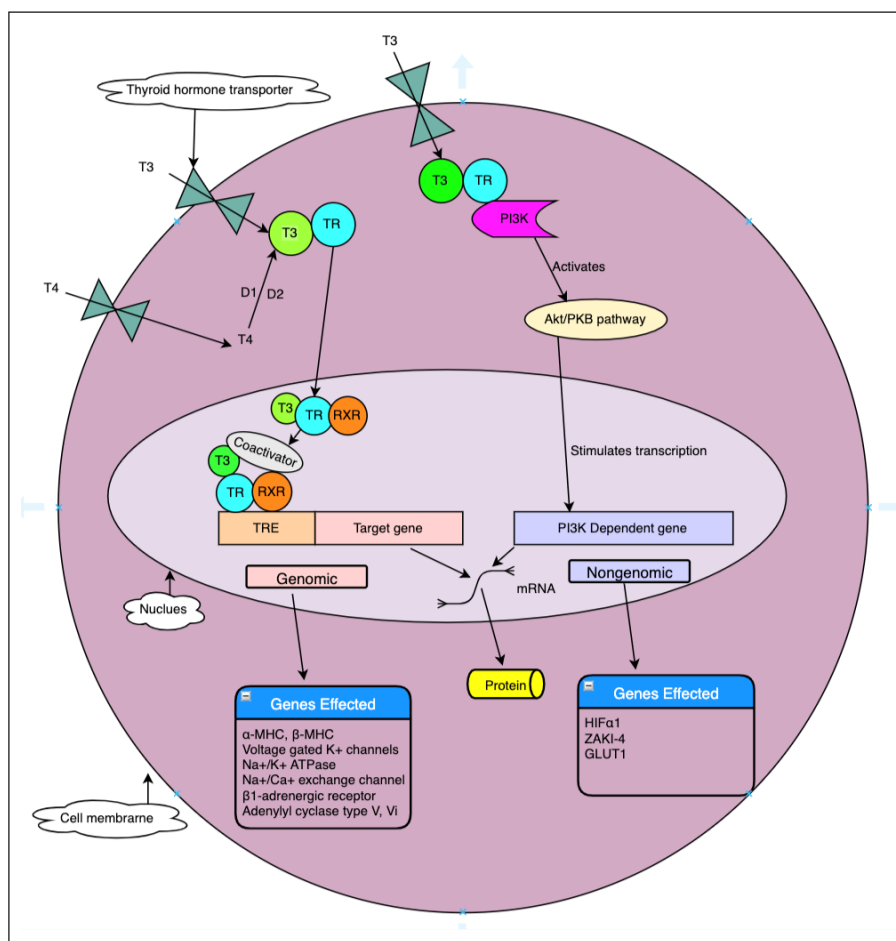 T3
Thyroid hormone transporter
T3
T3
TR
T3
TR
PI3K
T4
D1
D2
T4
Activates
Akt/PKB pathway
T3
TR
RXR
Coactivator
T3
TR
RXR
Stimulates transcription
TRE
Target gene
PI3K Dependent gene
Genomic
Nongenomic
mRNA
Nuclues
Protein
Genes Effected
α-MHC, β-MHC
Voltage gated K+ channels
Na+/K+ ATPase
Na+/Ca+ exchange channel
β1-adrenergic receptor
Adenylyl cyclase type V, Vi
Genes Effected
HIFα1
ZAKI-4
GLUT1
Cell membrarne